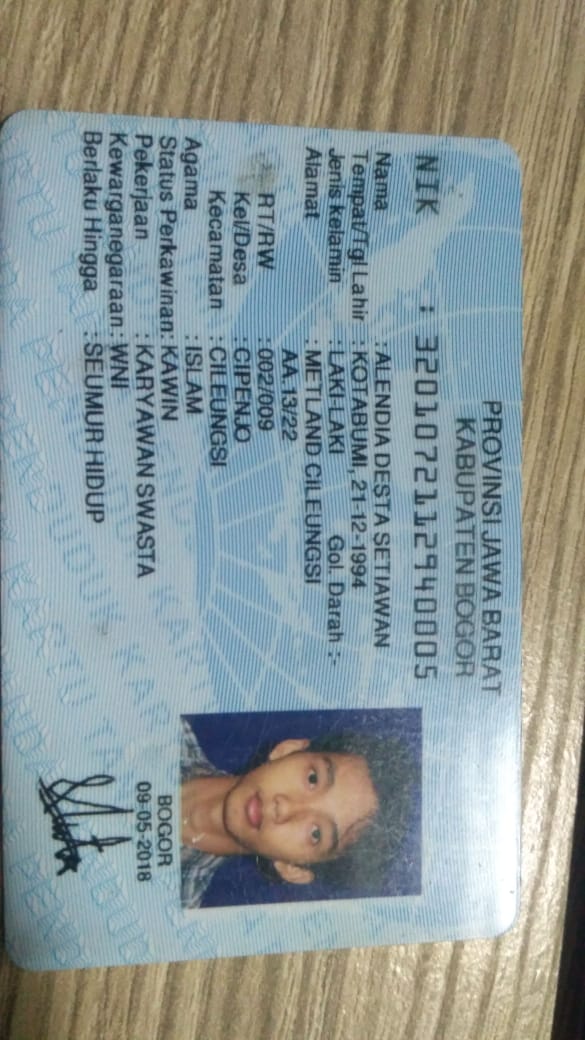 PROVINSI JAWA BARAT
KABUPATEN BOGOR
NIK : 3201072112940005
Nama : ALENDIA DESTA SETIAWAN
Tempat/Tgl Lahir : KOTABUMI, 21-12-1994
Jenis kelamin : LAKI-LAKI Gol. Darah : -
Alamat : METLAND CILEUNGSI
AA.13/22
RT/RW : 002/009
Kel/Desa : CIPENJO
Kecamatan : CILEUNGSI
Agama : ISLAM
Status Perkawinan: KAWIN
Pekerjaan : KARYAWAN SWASTA
Kewarganegaraan: WNI
Berlaku Hingga : SEUMUR HIDUP
BOGOR
09-05-2018